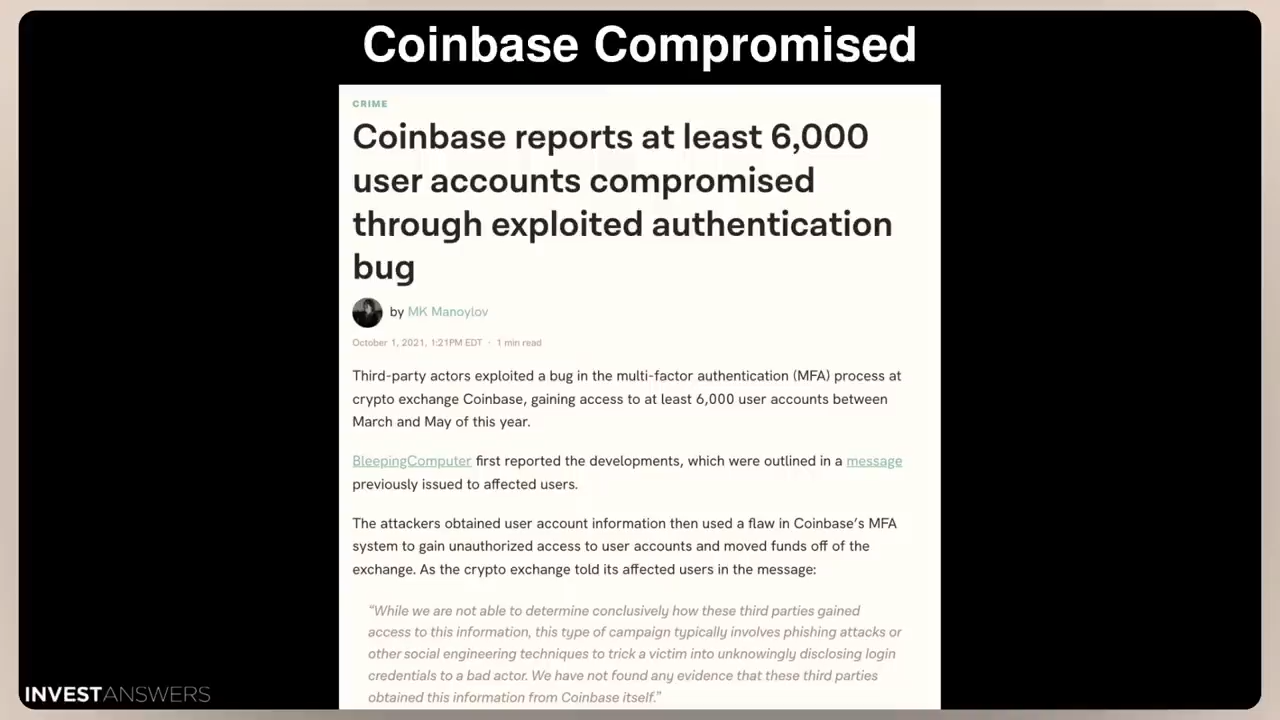 Coinbase Compromised
CRIME
Coinbase reports at least 6,000
user accounts compromised
through exploited authentication
bug
by MK Manoylov
October 1, 2021, 1:21PM EDT · 1 min read
Third-party actors exploited a bug in the multi-factor authentication (MFA) process at
crypto exchange Coinbase, gaining access to at least 6,000 user accounts between
March and May of this year.
BleepingComputer first reported the developments, which were outlined in a message
previously issued to affected users.
The attackers obtained user account information then used a flaw in Coinbase’s MFA
system to gain unauthorized access to user accounts and moved funds off of the
exchange. As the crypto exchange told its affected users in the message:
“While we are not able to determine conclusively how these third parties gained
access to this information, this type of campaign typically involves phishing attacks or
other social engineering techniques to trick a victim into unknowingly disclosing login
credentials to a bad actor. We have not found any evidence that these third parties
obtained this information from Coinbase itself.”
INVESTANSWERS